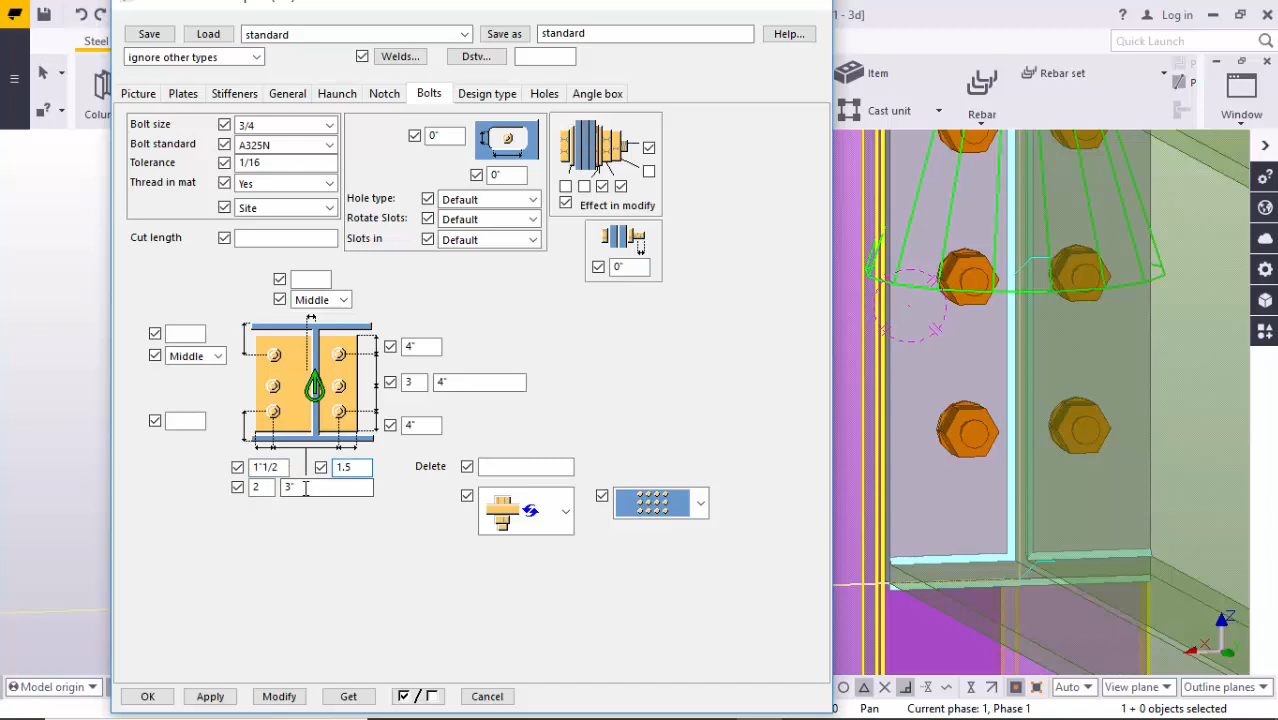 1 - 3d]
Log in
Steel
Quick Launch
Save
Load
standard
Save as
standard
Help...
ignore other types
Welds...
Dstv...
Item
Rebar set
Cast unit
Rebar
Window
Picture
Plates
Stiffeners
General
Haunch
Notch
Bolts
Design type
Holes
Angle box
Bolt size
3/4
Bolt standard
A325N
Tolerance
1/16
Thread in mat
Yes
Site
Cut length
0"
0"
Hole type:
Default
Rotate Slots:
Default
Slots in
Default
Effect in modify
0"
Middle
Middle
4"
3
4"
4"
1"1/2
1.5
2
3"
Delete
OK
Apply
Modify
Get
/
Cancel
Model origin
Auto
View plane
Outline planes
Pan
Current phase: 1, Phase 1
1 + 0 objects selected
Z
X